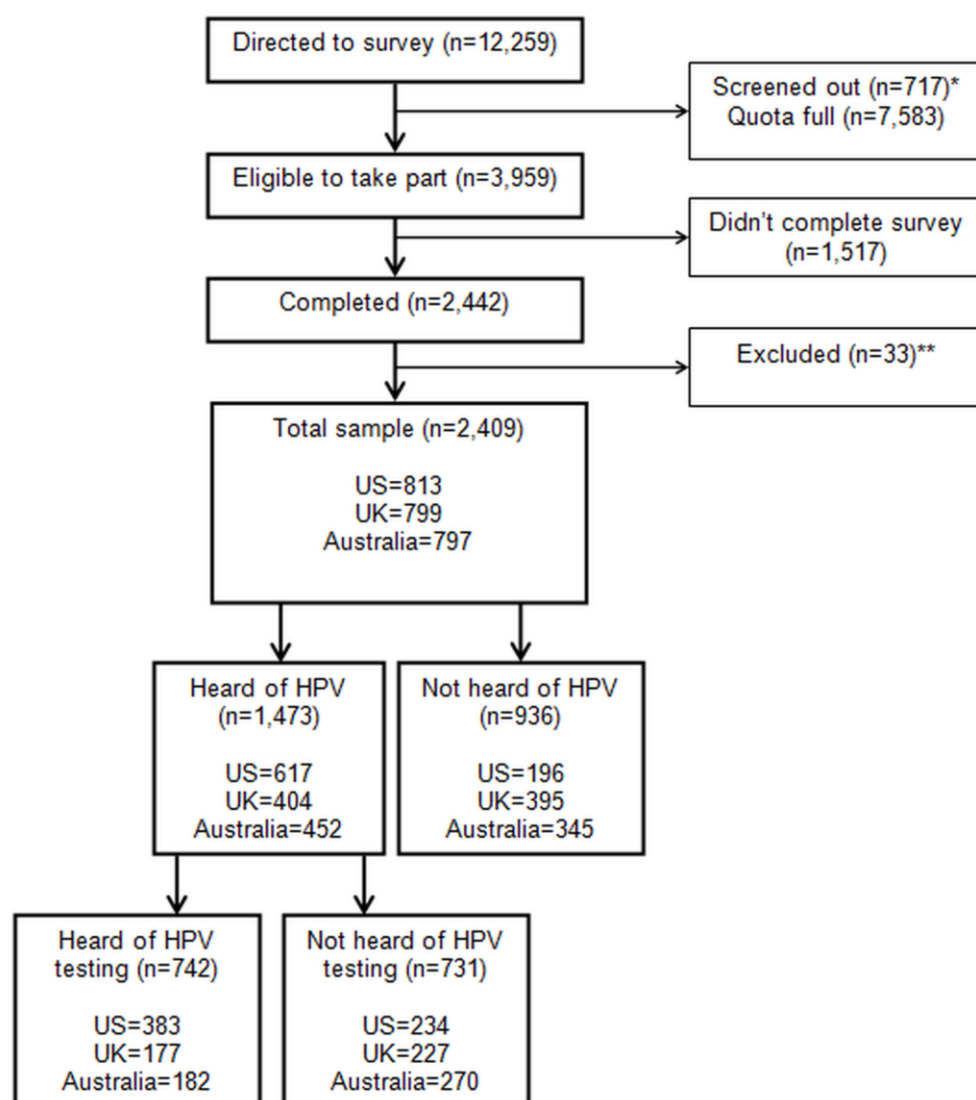 Directed to survey (n=12,259)
Screened out (n=717)*
Quota full (n=7,583)
Eligible to take part (n=3,959)
Didn't complete survey
(n=1,517)
Completed (n=2,442)
Excluded (n=33)**
Total sample (n=2,409)
US=813
UK=799
Australia=797
Heard of HPV
(n=1,473)
US=617
UK=404
Australia=452
Not heard of HPV
(n=936)
US=196
UK=395
Australia=345
Heard of HPV
testing (n=742)
US=383
UK=177
Australia=182
Not heard of HPV
testing (n=731)
US=234
UK=227
Australia=270